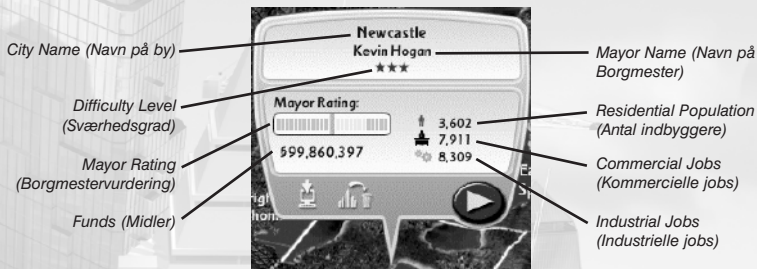 City Name (Navn på by)
Difficulty Level
(Sværhedsgrad)
Mayor Rating
(Borgmestervurdering)
Funds (Midler)
Newcastle
Kevin Hogan
★★★
Mayor Rating:
3,602
7,911
8,309
$99,860,397
Mayor Name (Navn på
Borgmester)
Residential Population
(Antal indbyggere)
Commercial Jobs
(Kommercielle jobs)
Industrial Jobs
(Industrielle jobs)